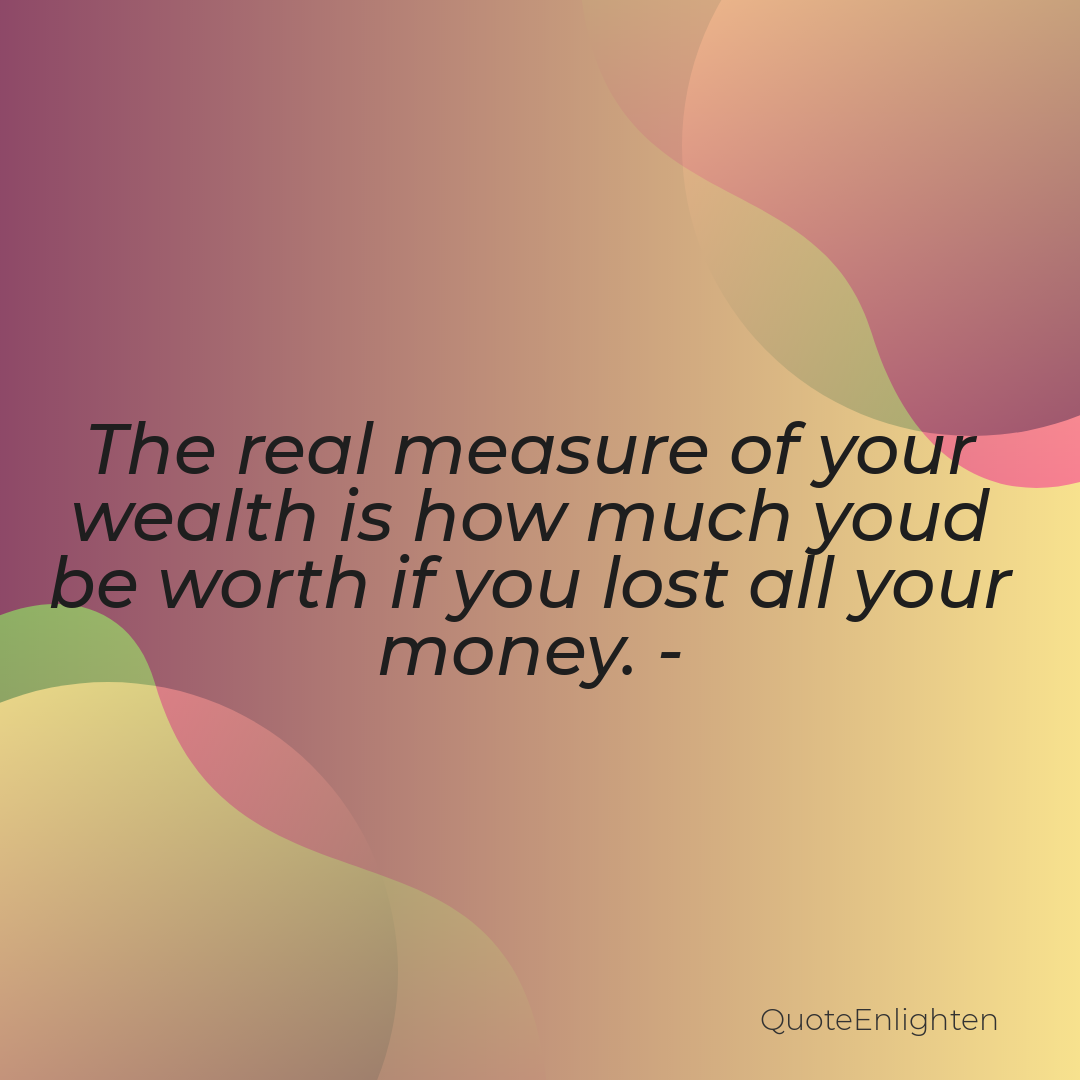 The real measure of your
wealth is how much youd
be worth if you lost all your
money. -
QuoteEnlighten